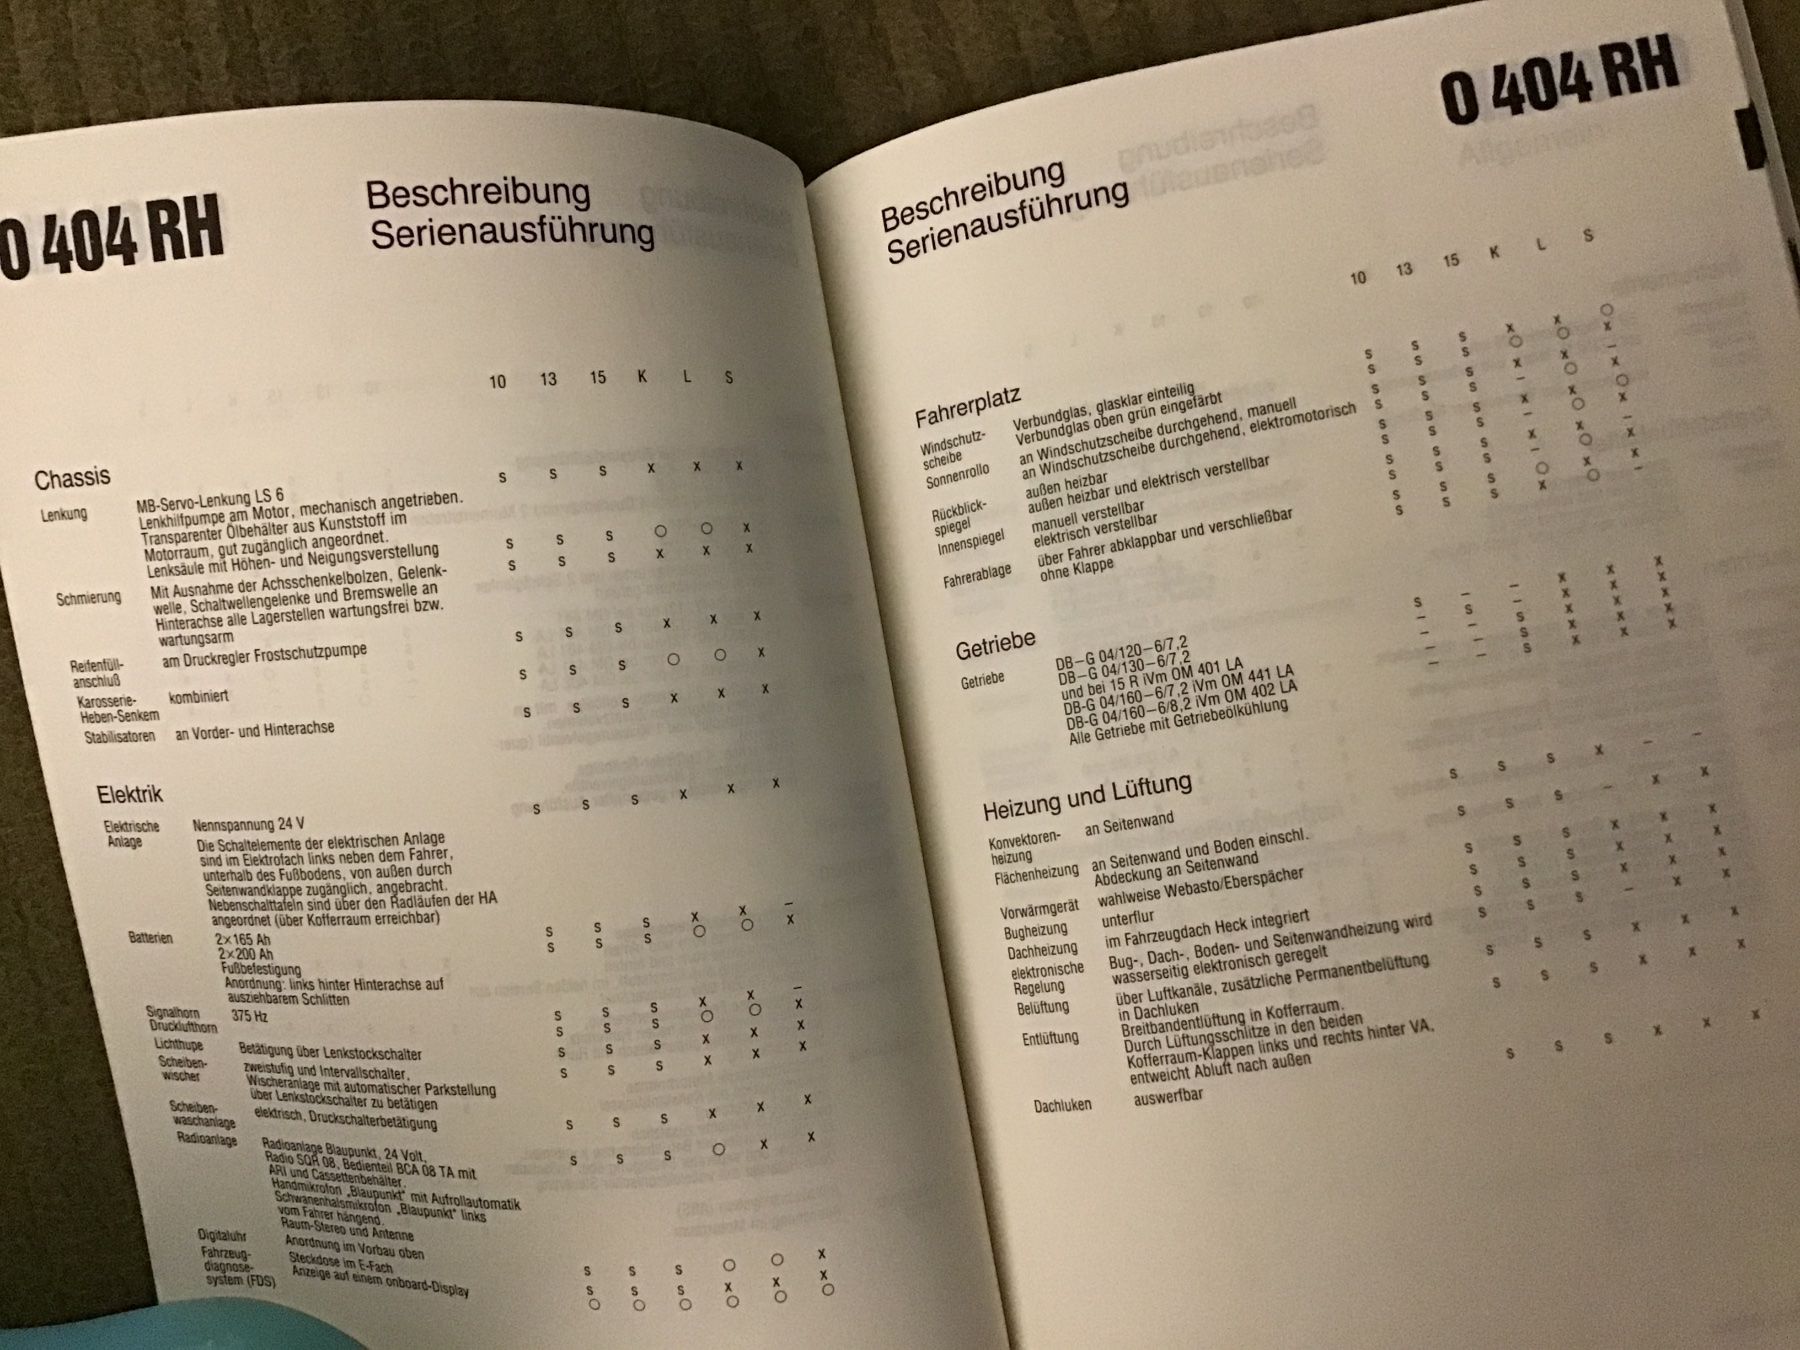 O 404 RH
Beschreibung
Serienausführung
10 13 15 K L S
Chassis
Lenkung MB-Servo-Lenkung LS 6 s s s x x x
Lenkhilfpumpe am Motor, mechanisch angetrieben.
Transparenter Ölbehälter aus Kunststoff im
Motorraum, gut zugänglich angeordnet.
Lenksäule mit Höhen- und Neigungsverstellung s s s O O x
Schmierung Mit Ausnahme der Achsschenkelbolzen, Gelenk- s s s x x x
welle, Schaltwellengelenke und Bremswelle an
Hinterachse alle Lagerstellen wartungsfrei bzw.
wartungsarm
Reifenfüll- am Druckregler Frostschutzpumpe s s s x x x
anschluß
Karosserie- kombiniert s s s O O x
Heben-Senken
Stabilisatoren an Vorder- und Hinterachse s s s x x x
Elektrik
Elektrische Nennspannung 24 V s s s x x x
Anlage
Die Schaltelemente der elektrischen Anlage
sind im Elektrofach links neben dem Fahrer,
unterhalb des Fußbodens, von außen durch
Seitenwandklappe zugänglich, angebracht.
Nebenschalttafeln sind über den Radläufen der HA
angeordnet (über Kofferraum erreichbar)
Batterien 2×165 Ah s s s x x –
2×200 Ah s s s O O x
Fußbefestigung
Anordnung: links hinter Hinterachse auf
ausziehbarem Schlitten
Signalhorn 375 Hz s s s x x –
Drucklufthorn s s s O O x
Lichthupe Betätigung über Lenkstockschalter s s s x x x
Scheiben- zweistufig und Intervallschalter, s s s x x x
wischer Wischeranlage mit automatischer Parkstellung
über Lenkstockschalter zu betätigen
Scheiben- elektrisch, Druckschalterbetätigung s s s x x x
waschanlage
Radioanlage Radioanlage Blaupunkt, 24 Volt, s s s O x x
Radio SQR 08, Bedienteil BCA 08 TA mit
ARI und Cassettenbehälter.
Handmikrofon „Blaupunkt" mit Aufrollautomatik
Schwanenhalsmikrofon „Blaupunkt" links
vom Fahrer hängend.
Raum-Stereo und Antenne
Digitaluhr Anordnung im Vorbau oben s s s O O x
Fahrzeug- Steckdose im E-Fach s s s x x x
diagnose- Anzeige auf einem onboard-Display O O O O O O
system (FDS)
O 404 RH
Beschreibung
Serienausführung
10 13 15 K L S
Fahrerplatz
Windschutz- Verbundglas, glasklar einteilig s s s x x O
scheibe Verbundglas oben grün eingefärbt s s s O O x
Sonnenrollo an Windschutzscheibe durchgehend, manuell s s s x x –
an Windschutzscheibe durchgehend, elektromotorisch s s s – O x
Rückblick- außen heizbar s s s x x O
spiegel außen heizbar und elektrisch verstellbar s s s – O x
Innenspiegel manuell verstellbar s s s x x –
elektrisch verstellbar s s s – O x
Fahrerablage über Fahrer abklappbar und verschließbar s s s O x x
ohne Klappe s s s x O –
Getriebe
Getriebe DB–G 04/120–6/7,2 s – – x x x
DB–G 04/130–6/7,2 – s – x x x
und bei 15 R iVm OM 401 LA – – s x x x
DB-G 04/160–6/7,2 iVm OM 441 LA – – s x x x
DB-G 04/160–6/8,2 iVm OM 402 LA
Alle Getriebe mit Getriebeölkühlung
Heizung und Lüftung
Konvektoren- an Seitenwand s s s x – –
heizung
Flächenheizung an Seitenwand und Boden einschl. s s s – x x
Abdeckung an Seitenwand
Vorwärmgerät wahlweise Webasto/Eberspächer s s s x x x
Bugheizung unterflur s s s x x x
Dachheizung im Fahrzeugdach Heck integriert s s s x x x
elektronische Bug-, Dach-, Boden- und Seitenwandheizung wird s s s – x x
Regelung wasserseitig elektronisch geregelt
Belüftung über Luftkanäle, zusätzliche Permanentbelüftung s s s x x x
in Dachluken
Entlüftung Breitbandentlüftung in Kofferraum. s s s x x x
Durch Lüftungsschlitze in den beiden
Kofferraum-Klappen links und rechts hinter VA,
entweicht Abluft nach außen
Dachluken auswerfbar s s s x x x